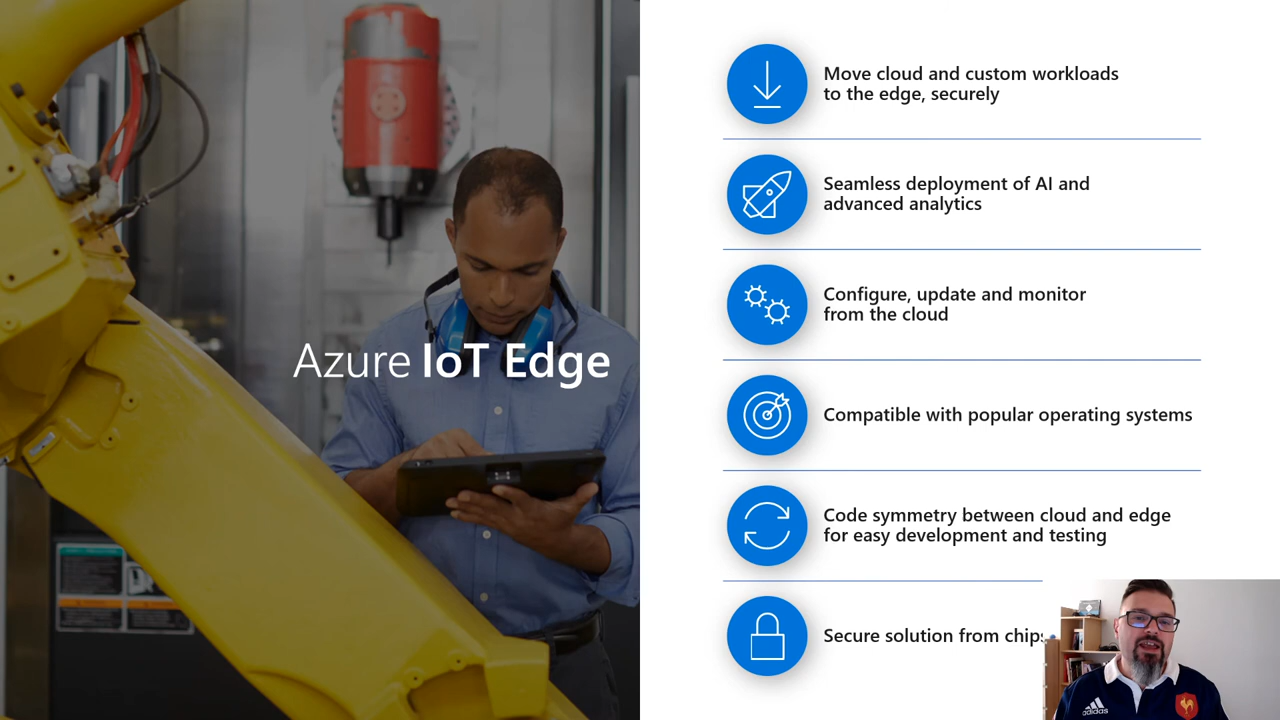 Azure IoT Edge
Move cloud and custom workloads
to the edge, securely
Seamless deployment of AI and
advanced analytics
Configure, update and monitor
from the cloud
Compatible with popular operating systems
Code symmetry between cloud and edge
for easy development and testing
Secure solution from chips
adidas